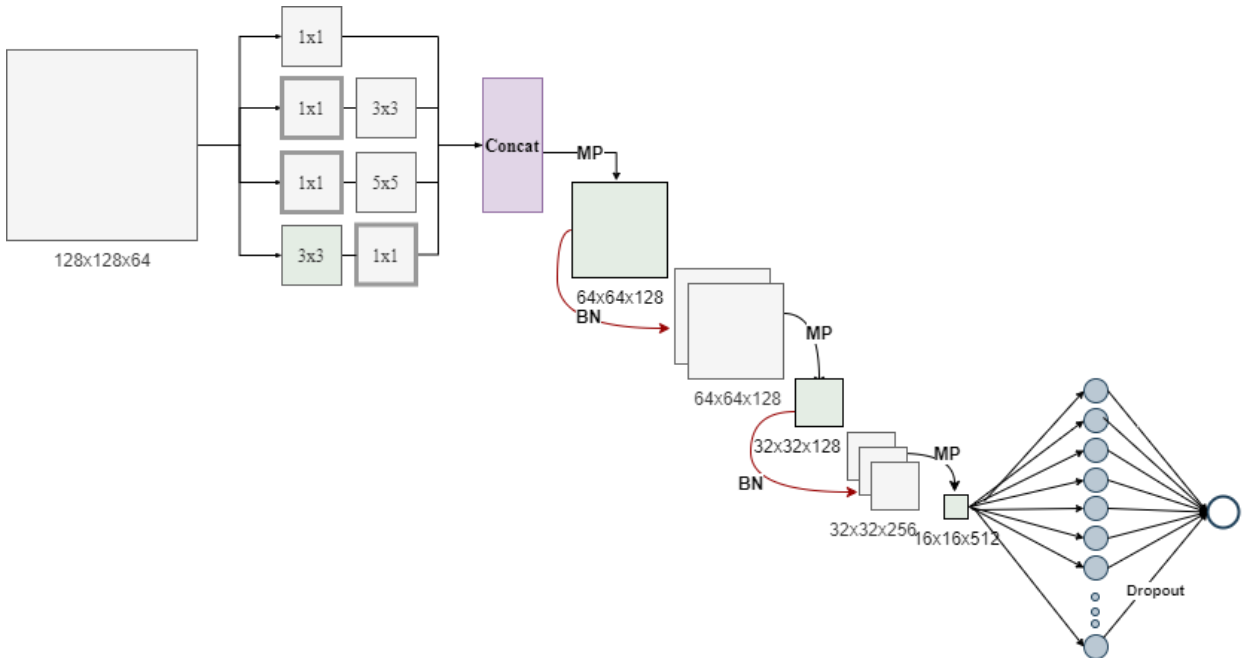 1x1
1x1
3x3
1x1
5x5
3x3
1x1
128x128x64
Concat
MP
64x64x128
BN
MP
64x64x128
32x32x128
BN
MP
32x32x256
16x16x512
Dropout